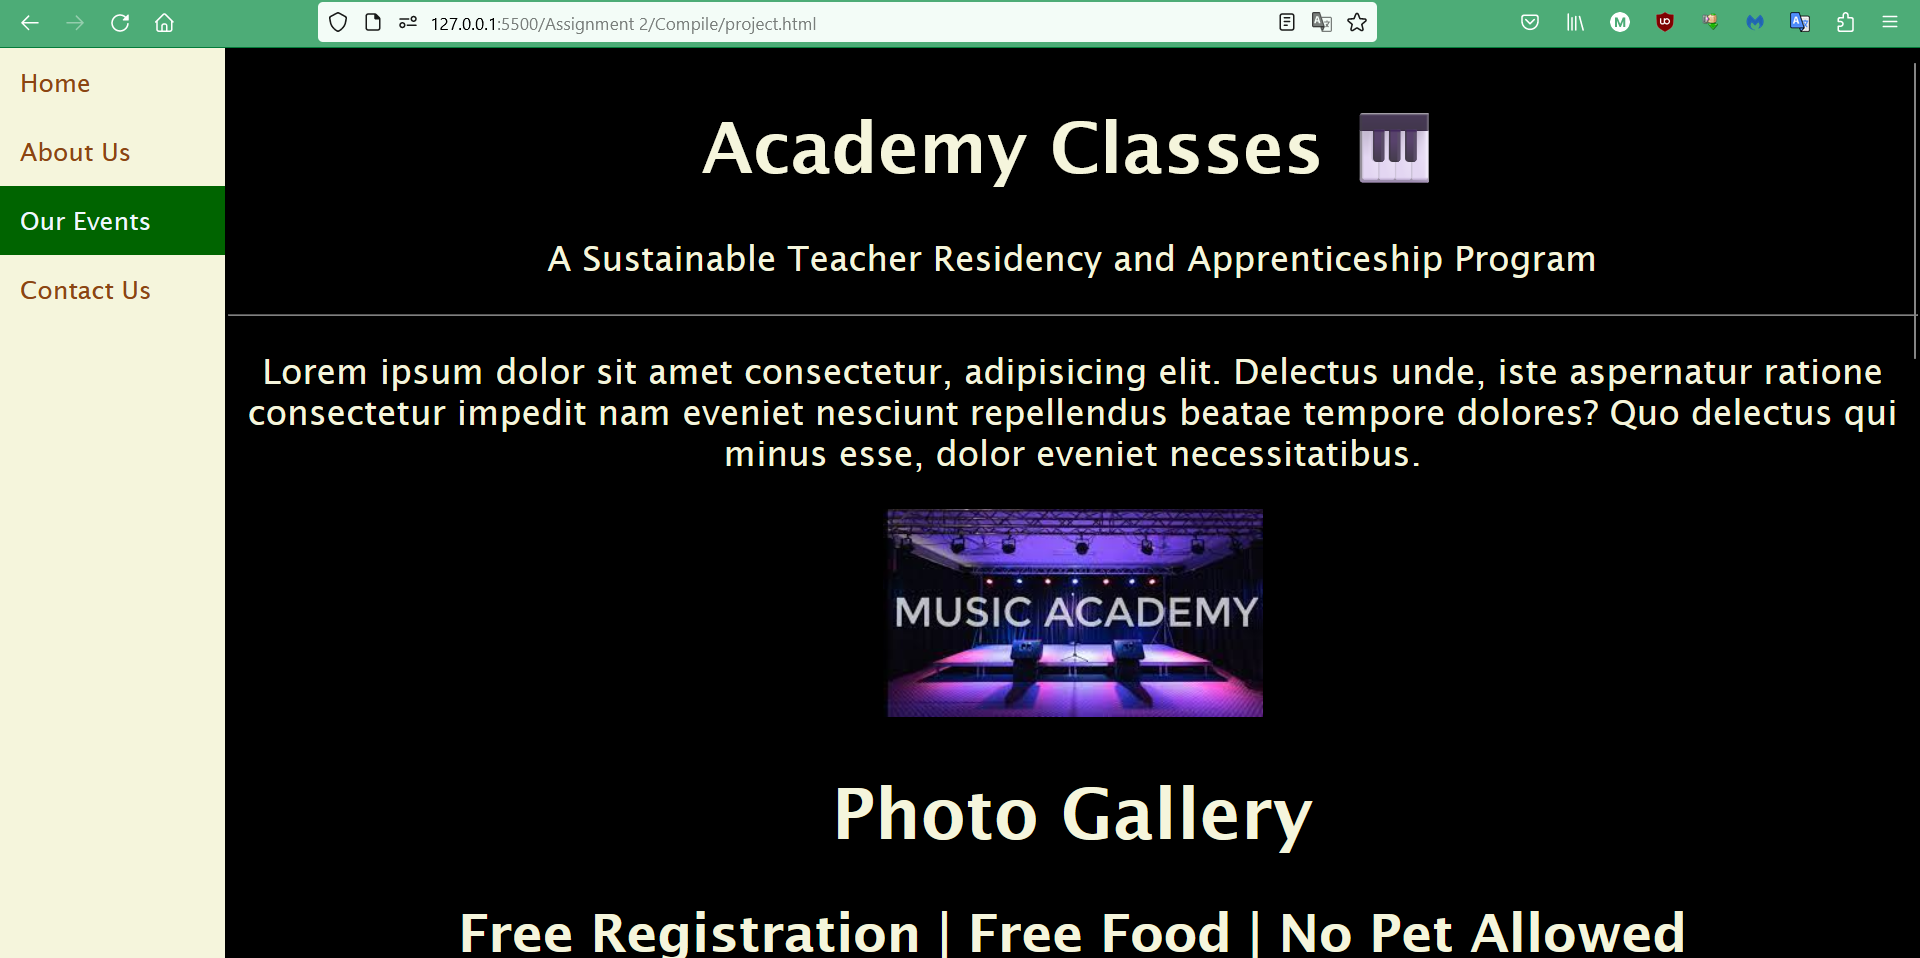 127.0.0.1:5500/Assignment 2/Compile/project.html
Home
About Us
Our Events
Contact Us
Academy Classes 🎹
A Sustainable Teacher Residency and Apprenticeship Program
Lorem ipsum dolor sit amet consectetur, adipisicing elit. Delectus unde, iste aspernatur ratione
consectetur impedit nam eveniet nesciunt repellendus beatae tempore dolores? Quo delectus qui
minus esse, dolor eveniet necessitatibus.
MUSIC ACADEMY
Photo Gallery
Free Registration | Free Food | No Pet Allowed